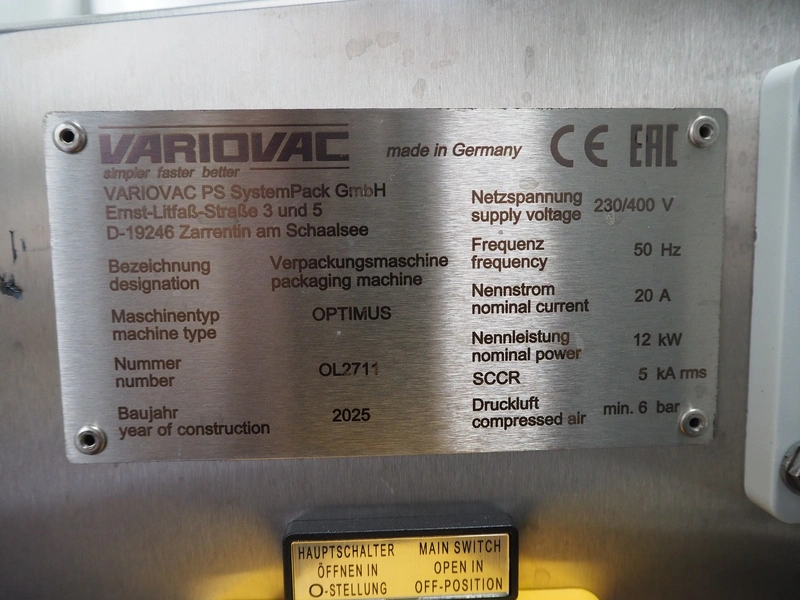 VARIOVAC
simpler faster better
made in Germany
CE EAC
VARIOVAC PS SystemPack GmbH
Ernst-Litfaß-Straße 3 und 5
D-19246 Zarrentin am Schaalsee
Bezeichnung Verpackungsmaschine
designation packaging machine
Maschinentyp OPTIMUS
machine type
Nummer OL2711
number
Baujahr 2025
year of construction
Netzspannung 230/400 V
supply voltage
Frequenz 50 Hz
frequency
Nennstrom 20 A
nominal current
Nennleistung 12 kW
nominal power
SCCR 5 kA rms
Druckluft min. 6 bar
compressed air
HAUPTSCHALTER
ÖFFNEN IN
O-STELLUNG
MAIN SWITCH
OPEN IN
OFF-POSITION